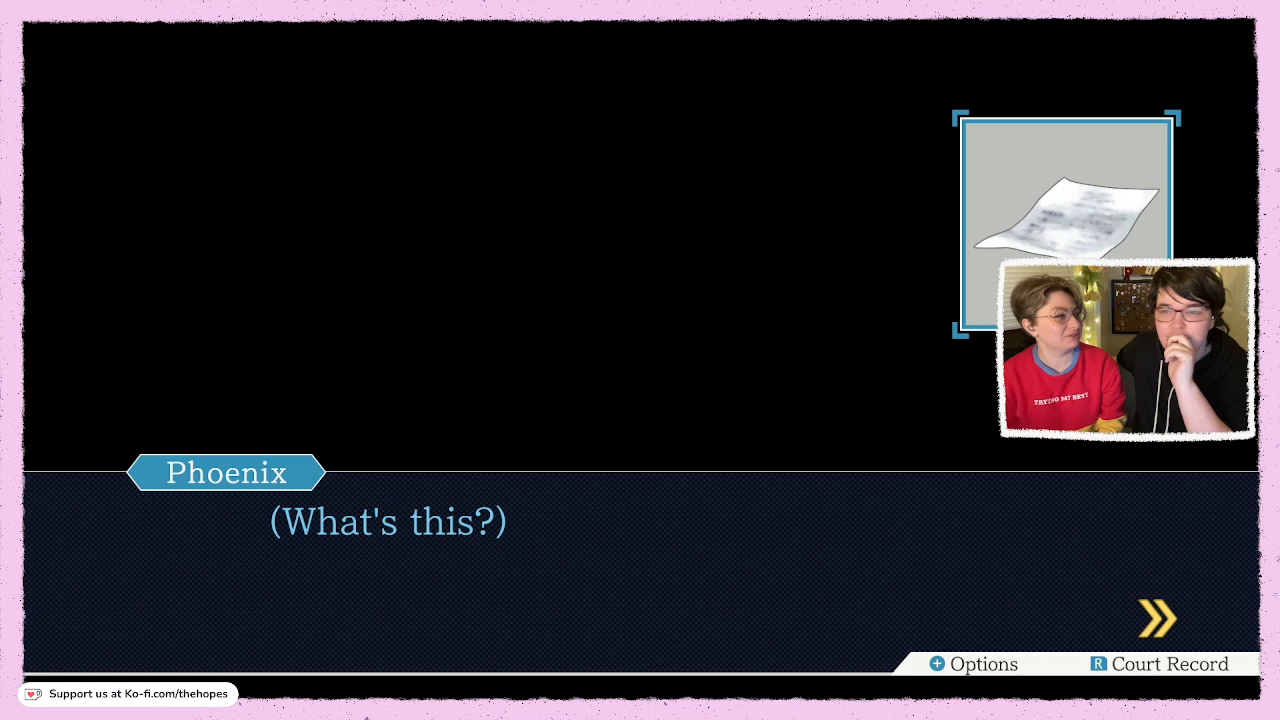 TRYING MY BEST
Phoenix
(What's this?)
+ Options
R Court Record
Support us at Ko-fi.com/thehopes